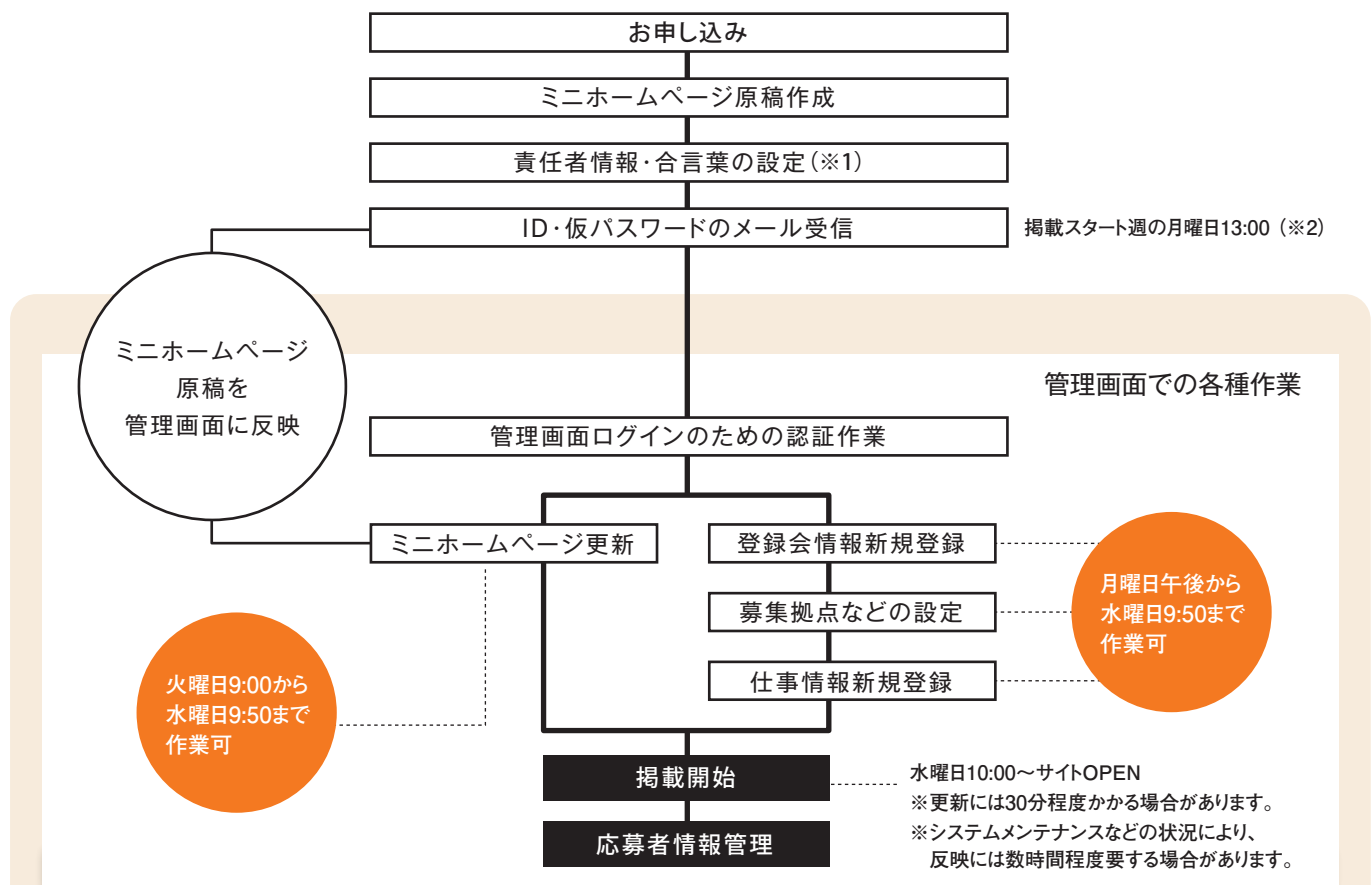 お申し込み
ミニホームページ原稿作成
責任者情報・合言葉の設定(※1)
ID・仮パスワードのメール受信
掲載スタート週の月曜日13:00（※2）
ミニホームページ
原稿を
管理画面に反映
管理画面での各種作業
管理画面ログインのための認証作業
ミニホームページ更新
登録会情報新規登録
募集拠点などの設定
仕事情報新規登録
月曜日午後から
水曜日9:50まで
作業可
火曜日9:00から
水曜日9:50まで
作業可
掲載開始
水曜日10:00〜サイトOPEN
※更新には30分程度かかる場合があります。
※システムメンテナンスなどの状況により、
反映には数時間程度要する場合があります。
応募者情報管理